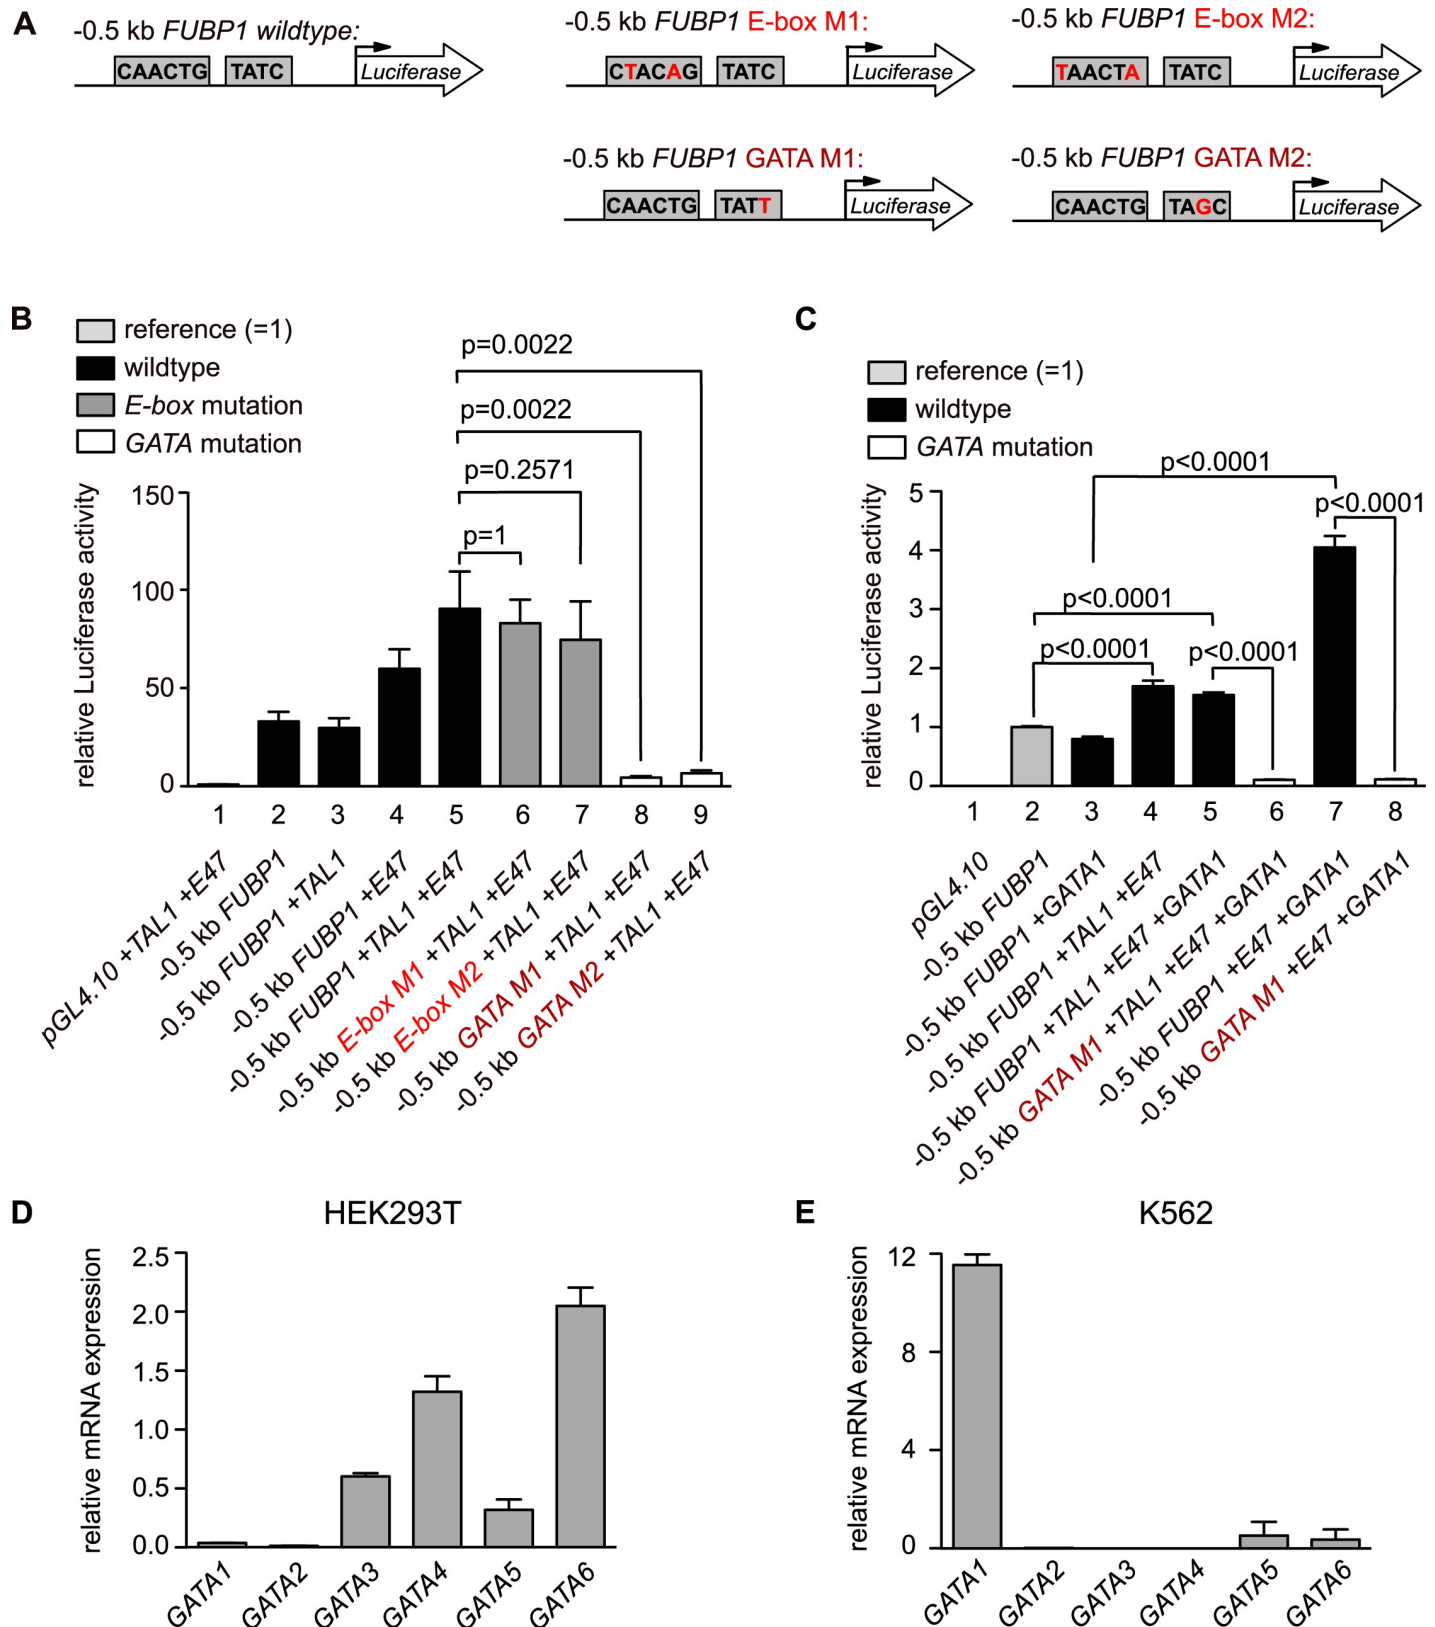 A
-0.5 kb FUBP1 wildtype:
CAACTG TATC Luciferase
-0.5 kb FUBP1 E-box M1:
CTACAG TATC Luciferase
-0.5 kb FUBP1 E-box M2:
TAACTA TATC Luciferase
-0.5 kb FUBP1 GATA M1:
CAACTG TATT Luciferase
-0.5 kb FUBP1 GATA M2:
CAACTG TAGC Luciferase
B
reference (=1)
wildtype
E-box mutation
GATA mutation
p=0.0022
p=0.0022
p=0.2571
p=1
relative Luciferase activity
150
100
50
0
1 2 3 4 5 6 7 8 9
pGL4.10 +TAL1 +E47
-0.5 kb FUBP1
-0.5 kb FUBP1 +TAL1
-0.5 kb FUBP1 +E47
-0.5 kb FUBP1 +TAL1 +E47
-0.5 kb E-box M1 +TAL1 +E47
-0.5 kb E-box M2 +TAL1 +E47
-0.5 kb GATA M1 +TAL1 +E47
-0.5 kb GATA M2 +TAL1 +E47
C
reference (=1)
wildtype
GATA mutation
p<0.0001
p<0.0001
p<0.0001
p<0.0001
p<0.0001
relative Luciferase activity
5
4
3
2
1
0
1 2 3 4 5 6 7 8
pGL4.10
-0.5 kb FUBP1
-0.5 kb FUBP1 +GATA1
-0.5 kb FUBP1 +TAL1 +E47
-0.5 kb FUBP1 +TAL1 +E47 +GATA1
-0.5 kb GATA M1 +TAL1 +E47 +GATA1
-0.5 kb FUBP1 +E47 +GATA1
-0.5 kb GATA M1 +E47 +GATA1
D
HEK293T
relative mRNA expression
2.5
2.0
1.5
1.0
0.5
0.0
GATA1 GATA2 GATA3 GATA4 GATA5 GATA6
E
K562
relative mRNA expression
12
8
4
0
GATA1 GATA2 GATA3 GATA4 GATA5 GATA6